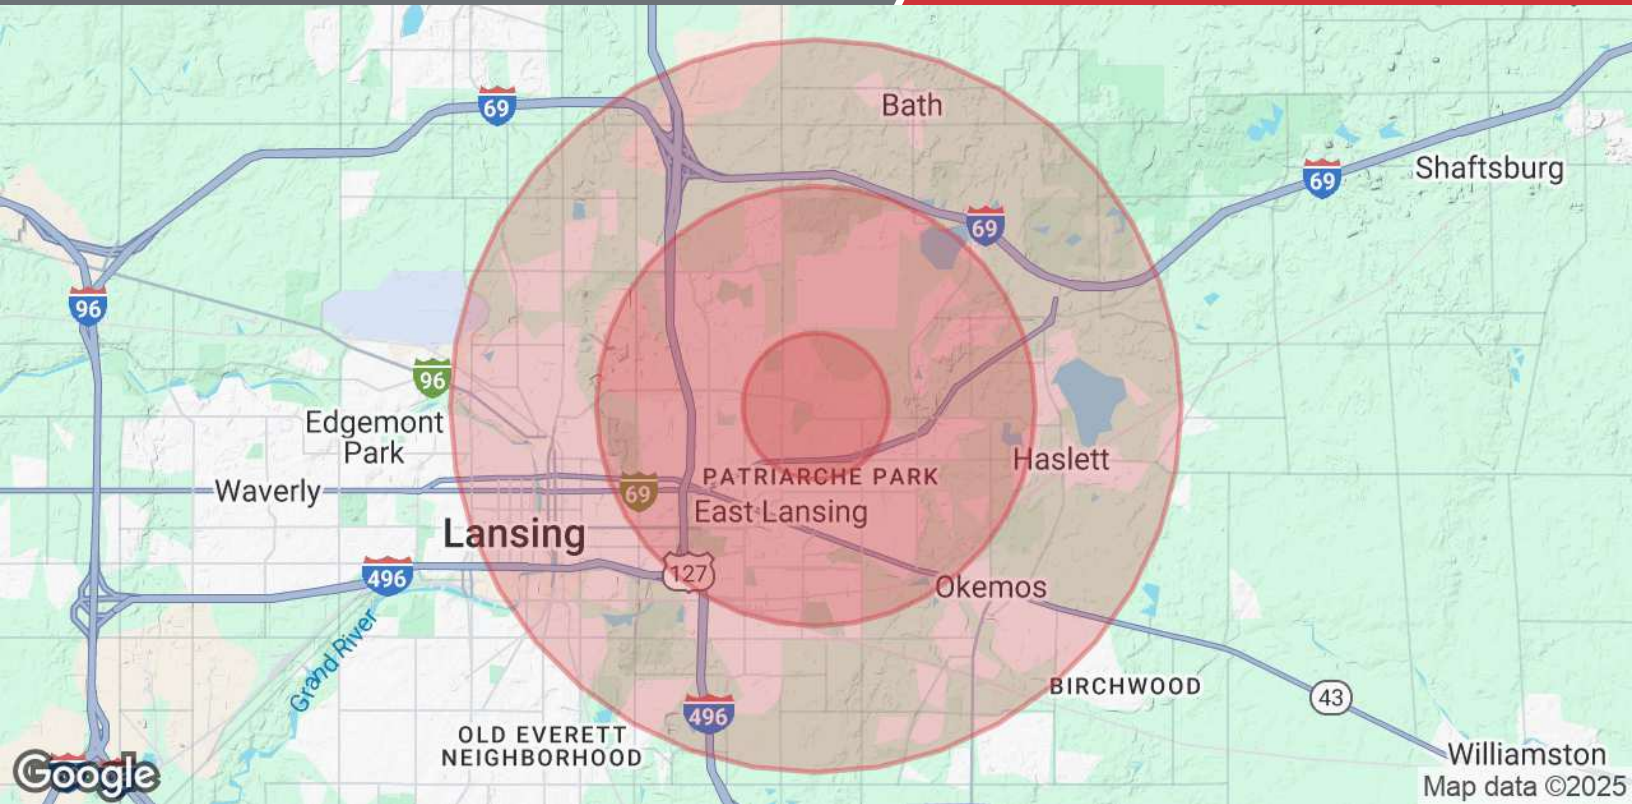 69
Bath
Shaftsburg
69
69
96
96
Edgemont
Park
Haslett
PATRIARCHE PARK
Waverly
69
East Lansing
Lansing
127
496
Okemos
Grand River
BIRCHWOOD
43
496
OLD EVERETT
NEIGHBORHOOD
Williamston
Google
Map data ©2025